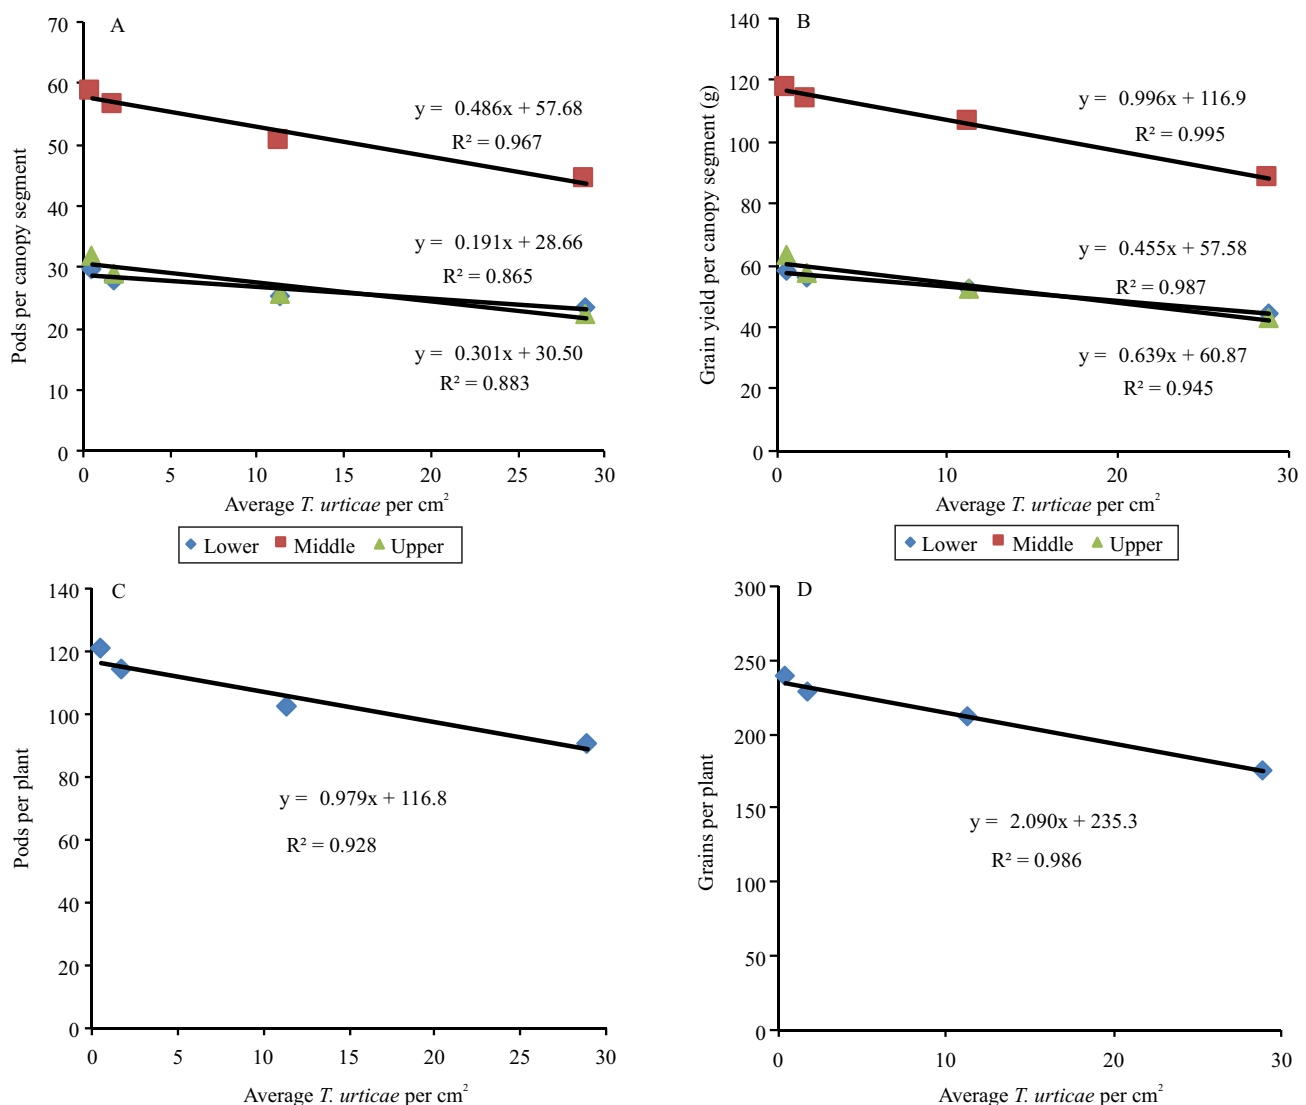 A
70
60
50
40
30
20
10
0
Pods per canopy segment
y = 0.486x + 57.68
R² = 0.967
y = 0.191x + 28.66
R² = 0.865
y = 0.301x + 30.50
R² = 0.883
0 5 10 15 20 25 30
Average T. urticae per cm²
Lower Middle Upper
B
140
120
100
80
60
40
20
0
Grain yield per canopy segment (g)
y = 0.996x + 116.9
R² = 0.995
y = 0.455x + 57.58
R² = 0.987
y = 0.639x + 60.87
R² = 0.945
0 10 20 30
Average T. urticae per cm²
Lower Middle Upper
C
140
120
100
80
60
40
20
0
Pods per plant
y = 0.979x + 116.8
R² = 0.928
0 5 10 15 20 25 30
Average T. urticae per cm²
D
300
250
200
150
100
50
0
Grains per plant
y = 2.090x + 235.3
R² = 0.986
0 10 20 30
Average T. urticae per cm²